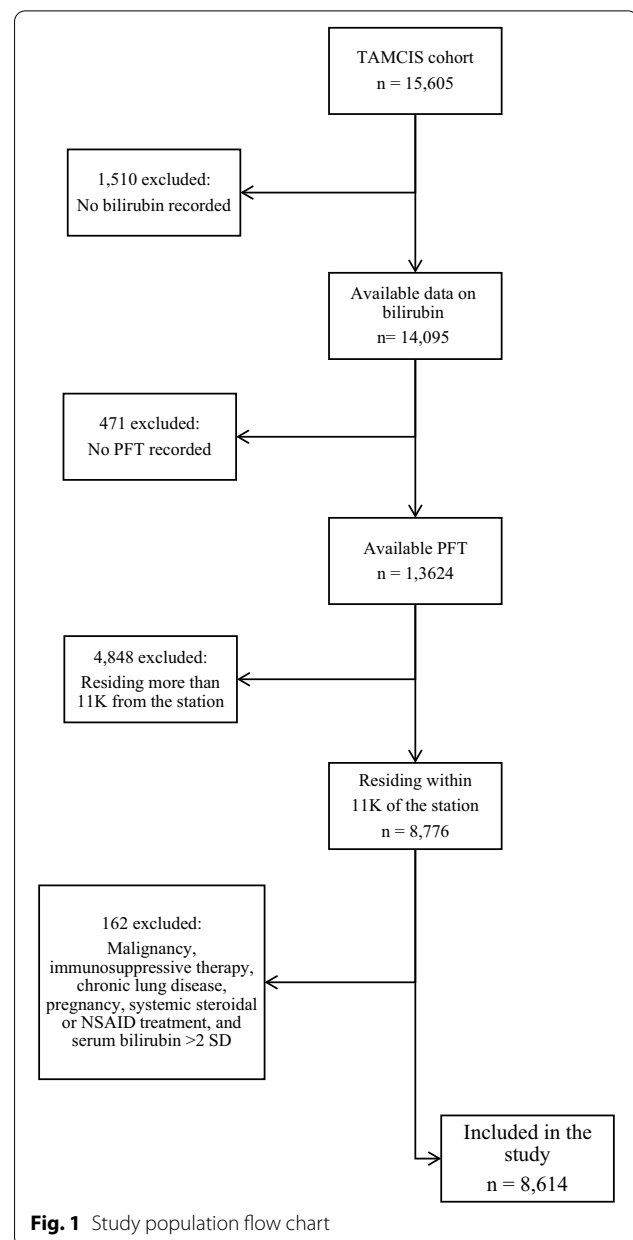 TAMCIS cohort
n = 15,605
1,510 excluded:
No bilirubin recorded
Available data on
bilirubin
n= 14,095
471 excluded:
No PFT recorded
Available PFT
n = 1,3624
4,848 excluded:
Residing more than
11K from the station
Residing within
11K of the station
n = 8,776
162 excluded:
Malignancy,
immunosuppressive therapy,
chronic lung disease,
pregnancy, systemic steroidal
or NSAID treatment, and
serum bilirubin >2 SD
Included in the
study
n = 8,614
Fig. 1 Study population flow chart